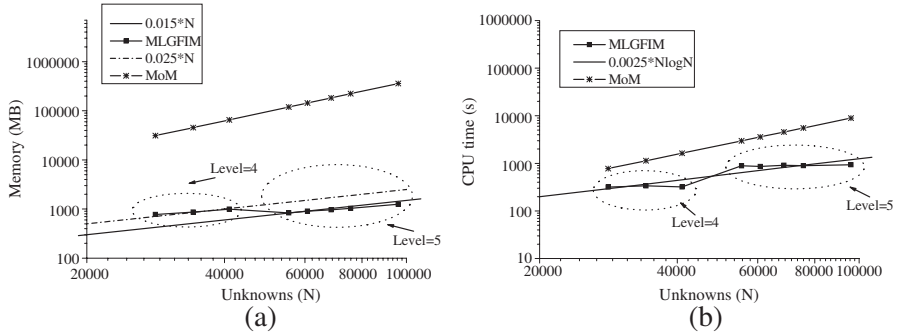 0.015*N
MLGFIM
0.025*N
MoM
Memory (MB)
1000000
100000
10000
1000
100
Level=4
Level=5
20000
40000
60000
80000
100000
Unknowns (N)
(a)
MLGFIM
0.0025*NlogN
MoM
CPU time (s)
1000000
100000
10000
1000
100
10
Level=4
Level=5
20000
40000
60000
80000
100000
Unknowns (N)
(b)